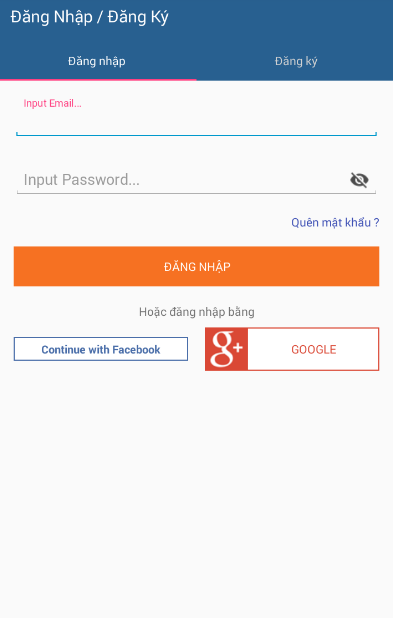 Đăng Nhập / Đăng Ký
Đăng nhập
Đăng ký
Input Email...
Input Password...
Quên mật khẩu ?
ĐĂNG NHẬP
Hoặc đăng nhập bằng
Continue with Facebook
g+ GOOGLE